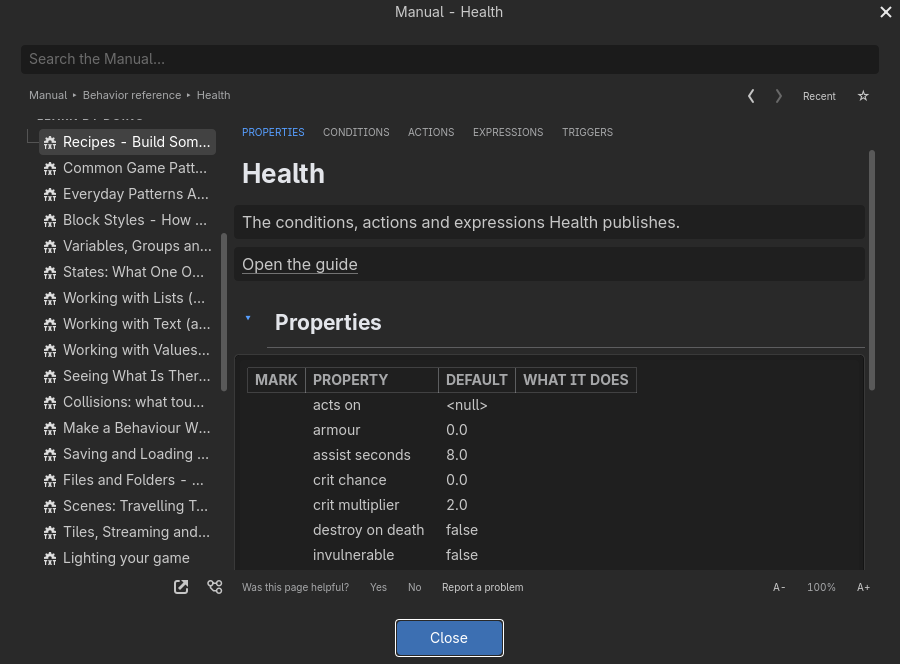 Manual - Health
Search the Manual...
Manual ▸ Behavior reference ▸ Health
Recent
LEARN BY DOING
Recipes - Build Som...
Common Game Patt...
Everyday Patterns A...
Block Styles - How ...
Variables, Groups an...
States: What One O...
Working with Lists (...
Working with Text (a...
Working with Values...
Seeing What Is Ther...
Collisions: what tou...
Make a Behaviour W...
Saving and Loading ...
Files and Folders - ...
Scenes: Travelling T...
Tiles, Streaming and...
Lighting your game
PROPERTIES CONDITIONS ACTIONS EXPRESSIONS TRIGGERS
Health
The conditions, actions and expressions Health publishes.
Open the guide
Properties
MARK PROPERTY DEFAULT WHAT IT DOES
acts on <null>
armour 0.0
assist seconds 8.0
crit chance 0.0
crit multiplier 2.0
destroy on death false
invulnerable false
Was this page helpful? Yes No Report a problem A- 100% A+
Close